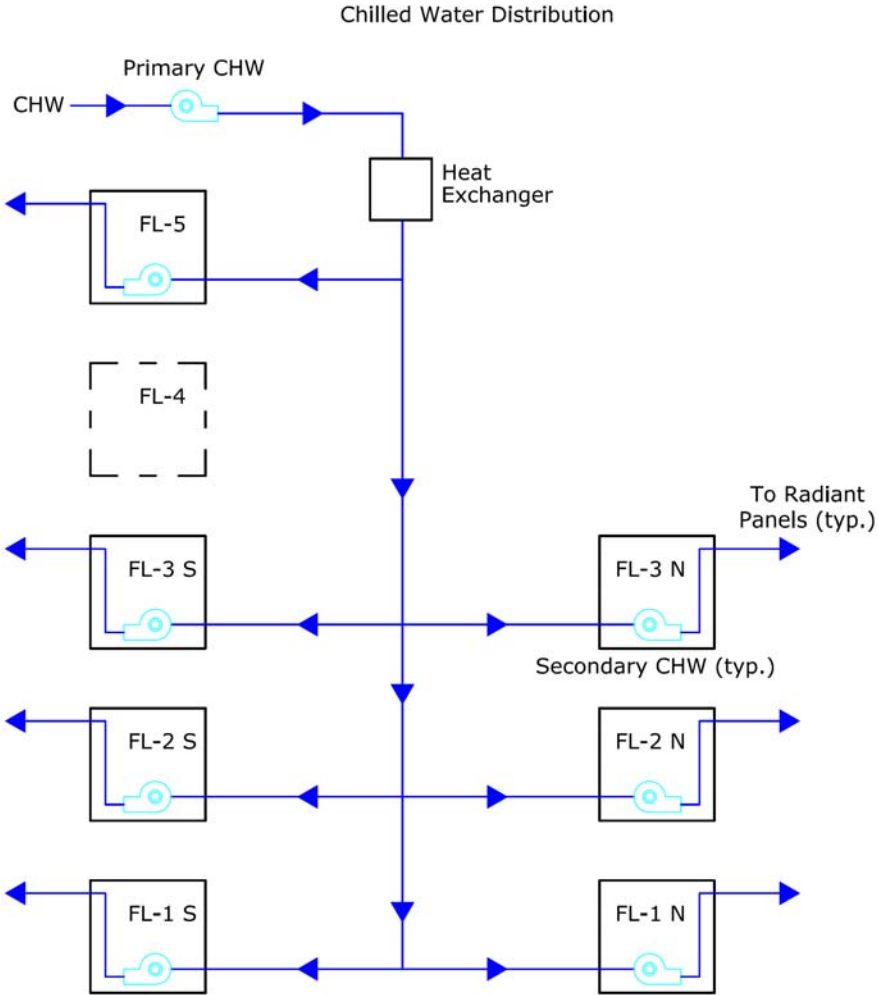 Chilled Water Distribution
Primary CHW
CHW
Heat
Exchanger
FL-5
FL-4
To Radiant
Panels (typ.)
FL-3 S
FL-3 N
Secondary CHW (typ.)
FL-2 S
FL-2 N
FL-1 S
FL-1 N